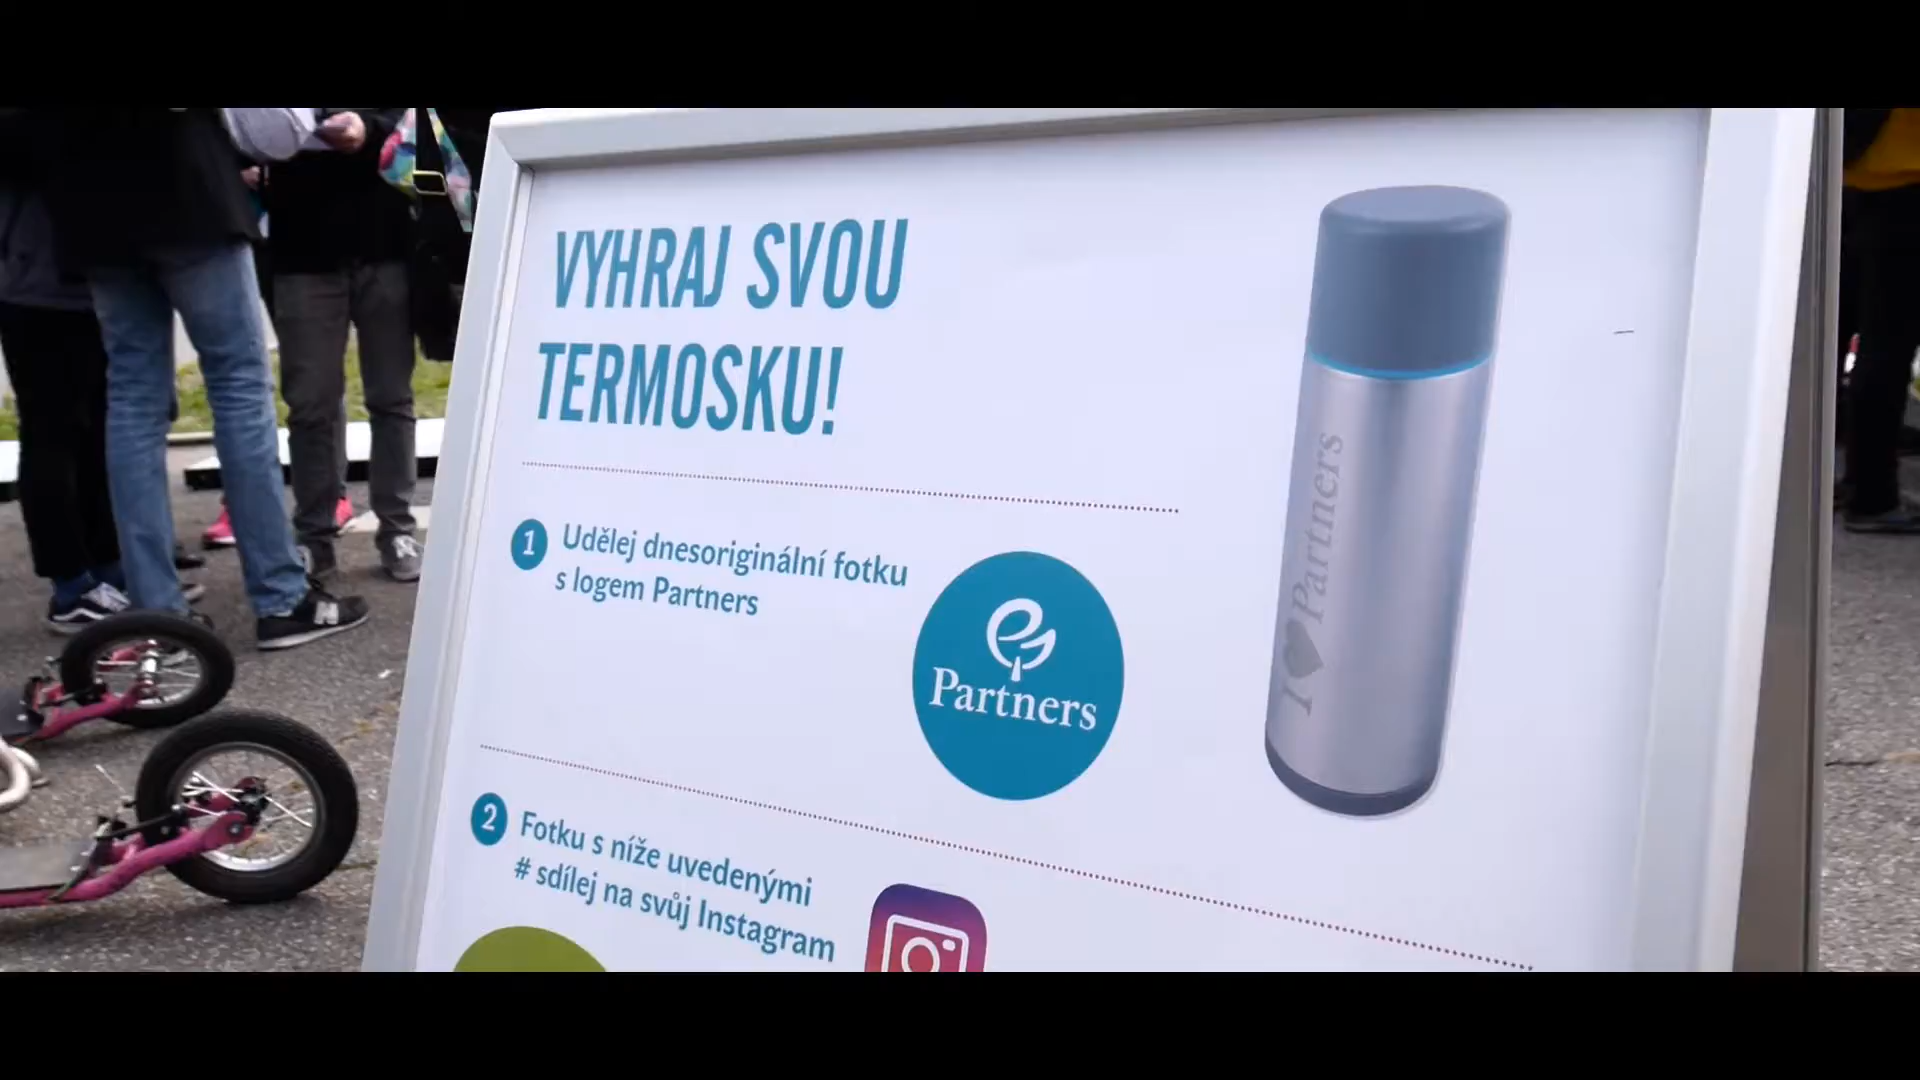 VYHRAJ SVOU
TERMOSKU!
1
Udělej dnesoriginální fotku
s logem Partners
Partners
I Partners
2
Fotku s níže uvedenými
# sdílej na svůj Instagram